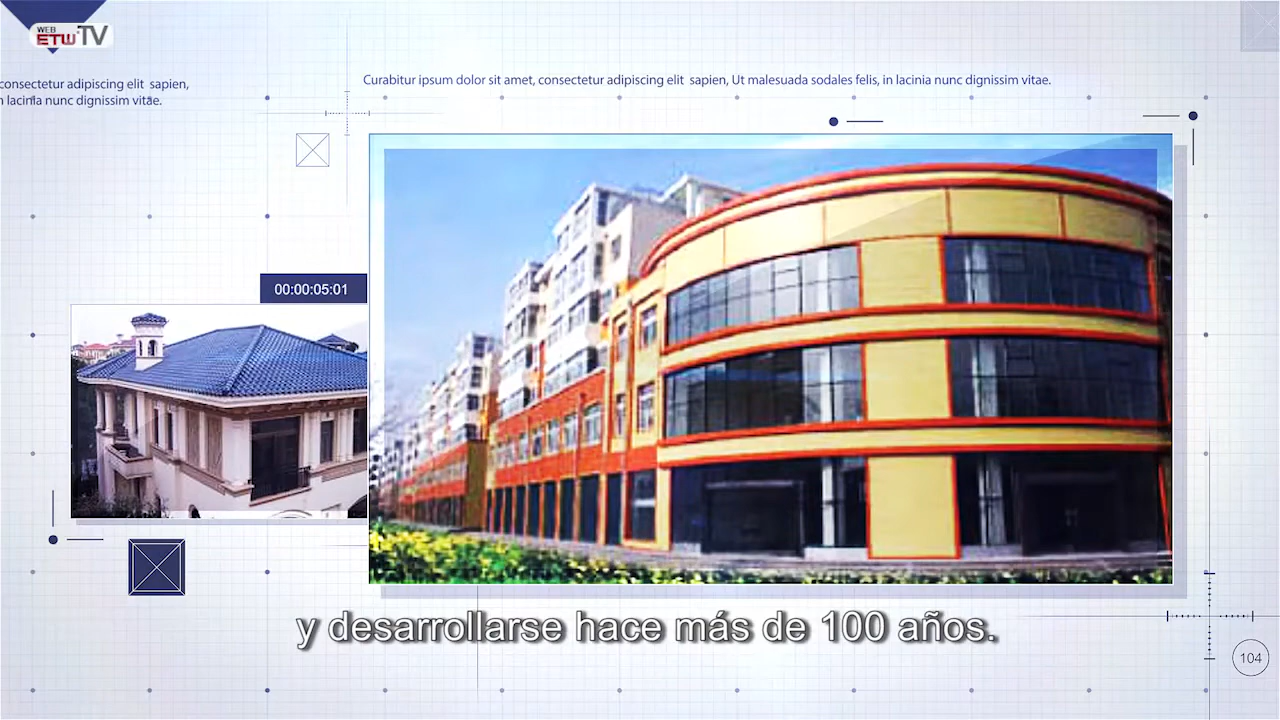 WEB
ETW TV
consectetur adipiscing elit sapien,
n lacinia nunc dignissim vitae.
Curabitur ipsum dolor sit amet, consectetur adipiscing elit sapien, Ut malesuada sodales felis, in lacinia nunc dignissim vitae.
00:00:05:01
y desarrollarse hace más de 100 años.
104